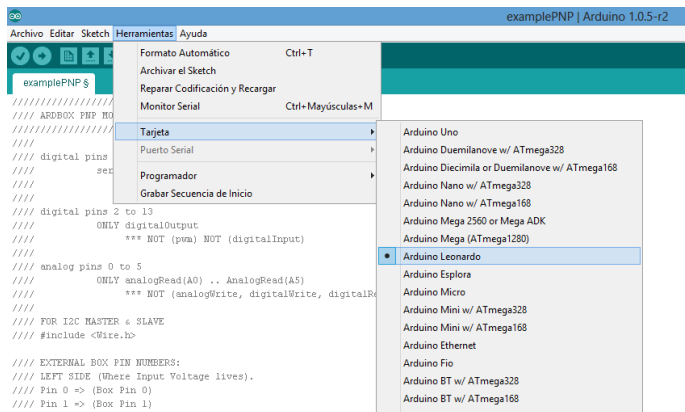 examplePNP | Arduino 1.0.5-r2
Archivo Editar Sketch Herramientas Ayuda
Formato Automático Ctrl+T
Archivar el Sketch
Reparar Codificación y Recargar
Monitor Serial Ctrl+Mayúsculas+M
Tarjeta
Puerto Serial
Programador
Grabar Secuencia de Inicio
Arduino Uno
Arduino Duemilanove w/ ATmega328
Arduino Diecimila or Duemilanove w/ ATmega168
Arduino Nano w/ ATmega328
Arduino Nano w/ ATmega168
Arduino Mega 2560 or Mega ADK
Arduino Mega (ATmega1280)
Arduino Leonardo
Arduino Esplora
Arduino Micro
Arduino Mini w/ ATmega328
Arduino Mini w/ ATmega168
Arduino Ethernet
Arduino Fio
Arduino BT w/ ATmega328
Arduino BT w/ ATmega168
examplePNP §
//////////////////
//// ARDBOX PNP MO
//////////////////
////
//// digital pins
//// ser
////
////
//// digital pins 2 to 13
//// ONLY digitalOutput
//// *** NOT (pwm) NOT (digitalInput)
////
//// analog pins 0 to 5
//// ONLY analogRead(A0) .. AnalogRead(A5)
//// *** NOT (analogWrite, digitalWrite, digitalRe
////
//// FOR I2C MASTER & SLAVE
//// #include <Wire.h>
//// EXTERNAL BOX PIN NUMBERS:
//// LEFT SIDE (Where Input Voltage lives).
//// Pin 0 => (Box Pin 0)
//// Pin 1 => (Box Pin 1)